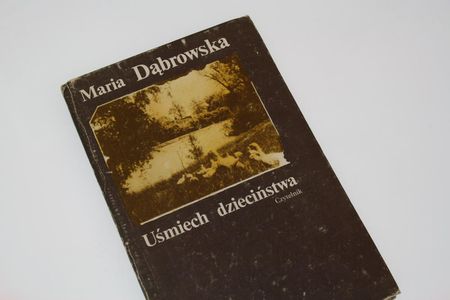 Maria Dąbrowska
Uśmiech dzieciństwa
Czytelnik